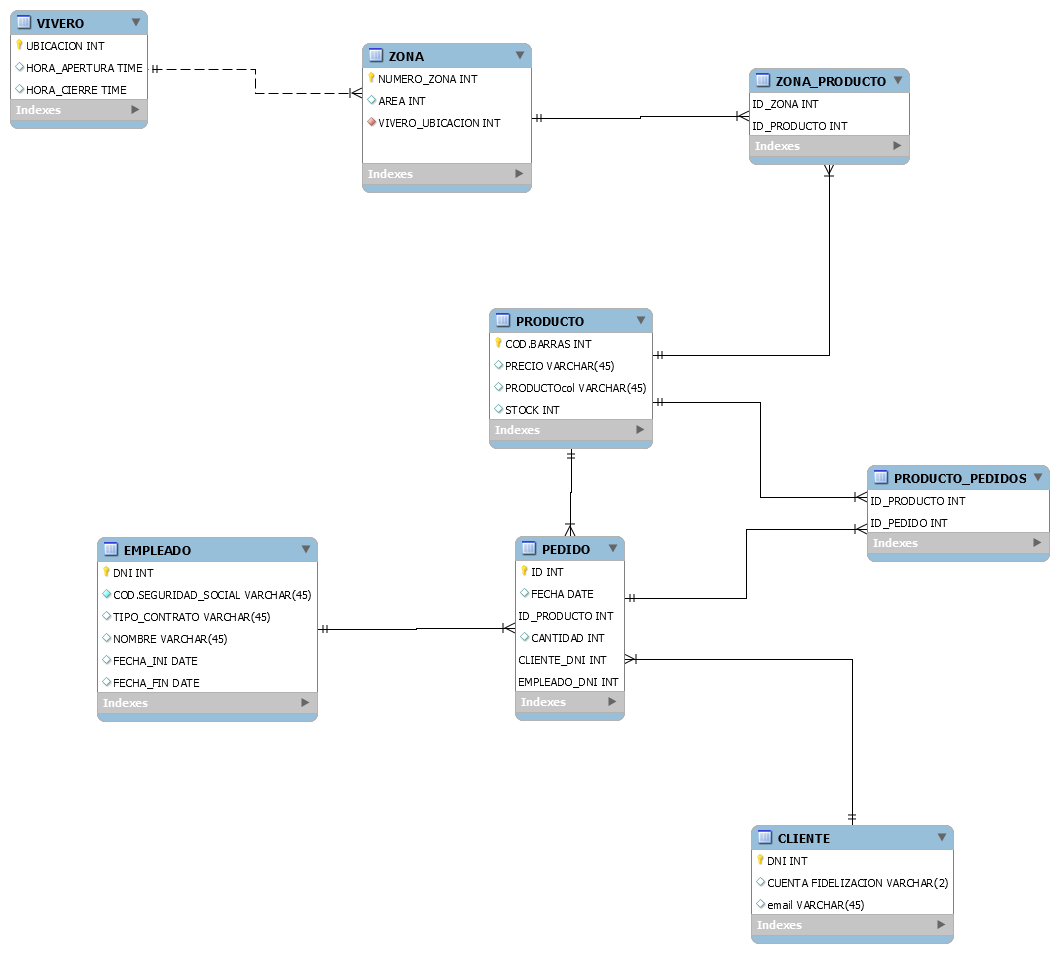 VIVERO
UBICACION INT
HORA_APERTURA TIME
HORA_CIERRE TIME
Indexes
ZONA
NUMERO_ZONA INT
AREA INT
VIVERO_UBICACION INT
Indexes
ZONA_PRODUCTO
ID_ZONA INT
ID_PRODUCTO INT
Indexes
PRODUCTO
COD.BARRAS INT
PRECIO VARCHAR(45)
PRODUCTOcol VARCHAR(45)
STOCK INT
Indexes
PRODUCTO_PEDIDOS
ID_PRODUCTO INT
ID_PEDIDO INT
Indexes
EMPLEADO
DNI INT
COD.SEGURIDAD_SOCIAL VARCHAR(45)
TIPO_CONTRATO VARCHAR(45)
NOMBRE VARCHAR(45)
FECHA_INI DATE
FECHA_FIN DATE
Indexes
PEDIDO
ID INT
FECHA DATE
ID_PRODUCTO INT
CANTIDAD INT
CLIENTE_DNI INT
EMPLEADO_DNI INT
Indexes
CLIENTE
DNI INT
CUENTA FIDELIZACION VARCHAR(2)
email VARCHAR(45)
Indexes